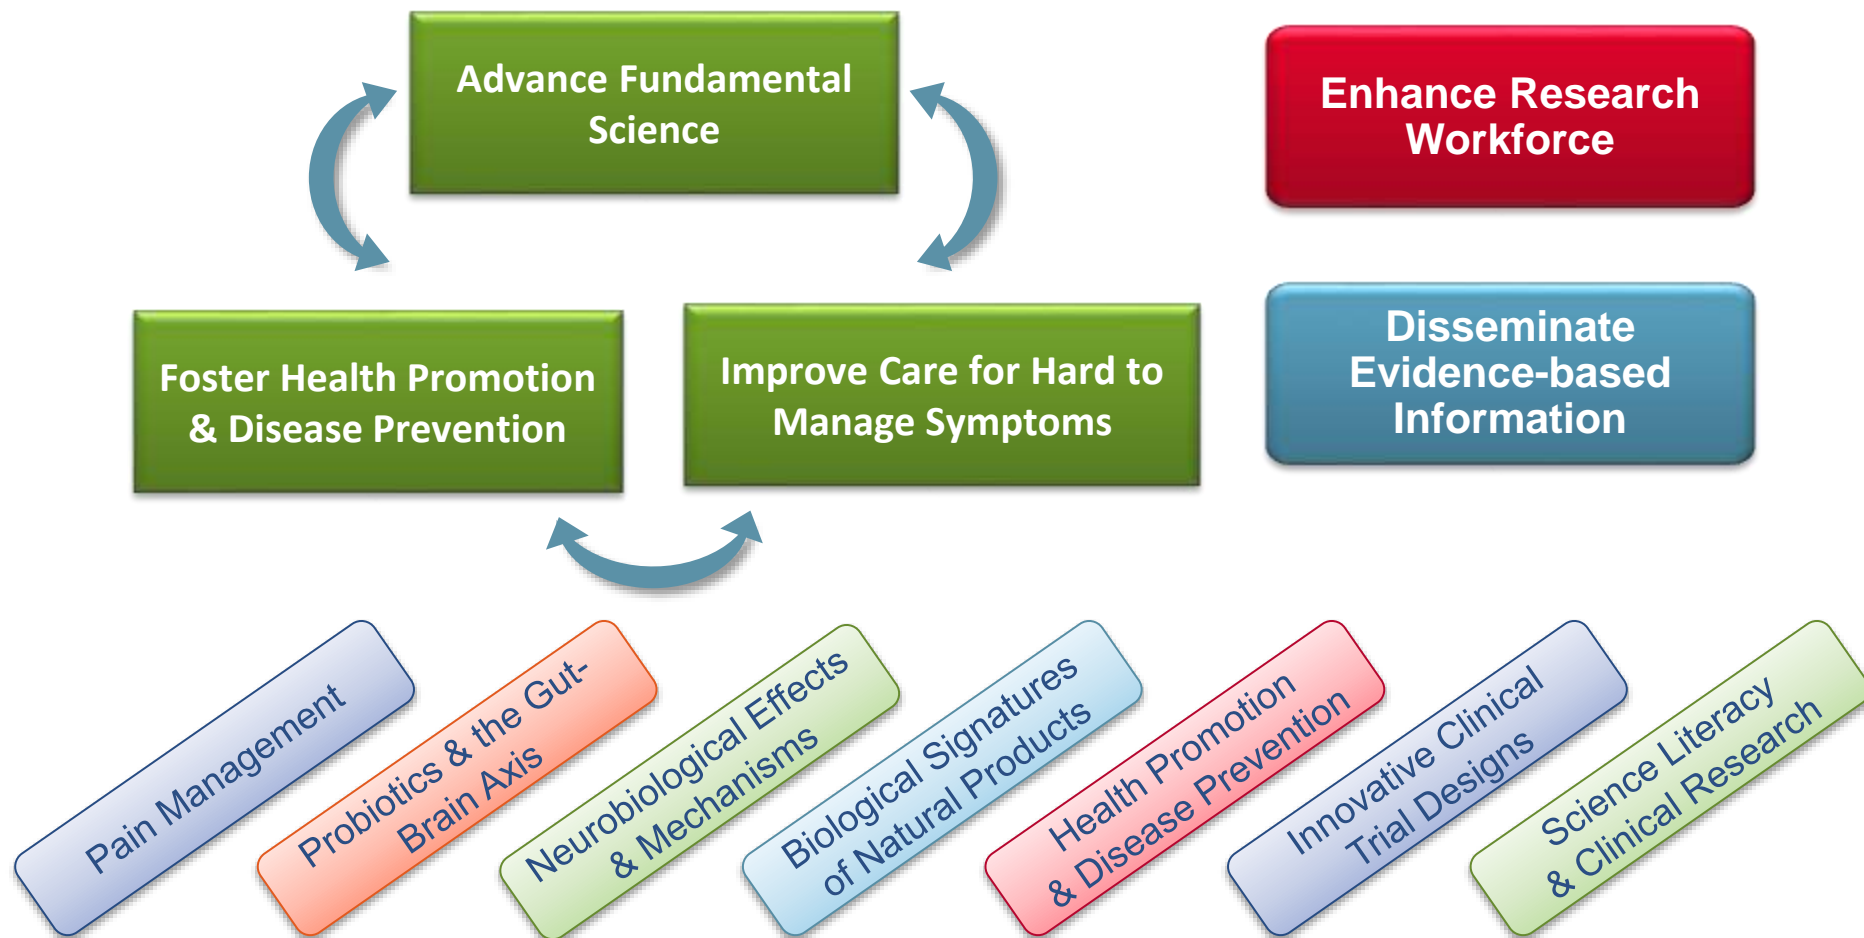 Advance Fundamental
Science
Enhance Research
Workforce
Foster Health Promotion
& Disease Prevention
Improve Care for Hard to
Manage Symptoms
Disseminate
Evidence-based
Information
Pain Management
Probiotics & the Gut-
Brain Axis
Neurobiological Effects
& Mechanisms
Biological Signatures
of Natural Products
Health Promotion
& Disease Prevention
Innovative Clinical
Trial Designs
Science Literacy
& Clinical Research